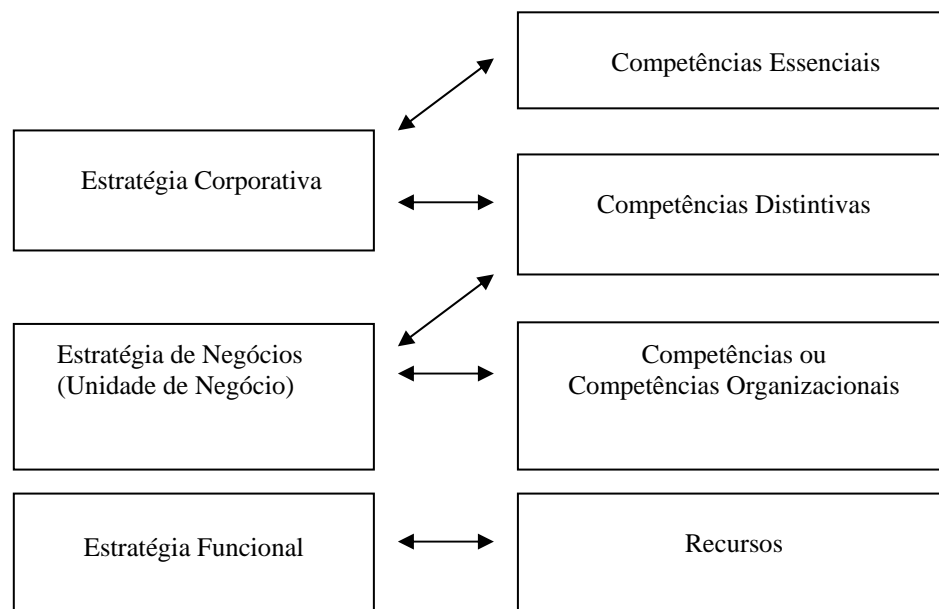 Competências Essenciais
Estratégia Corporativa
Competências Distintivas
Estratégia de Negócios
(Unidade de Negócio)
Competências ou
Competências Organizacionais
Estratégia Funcional
Recursos